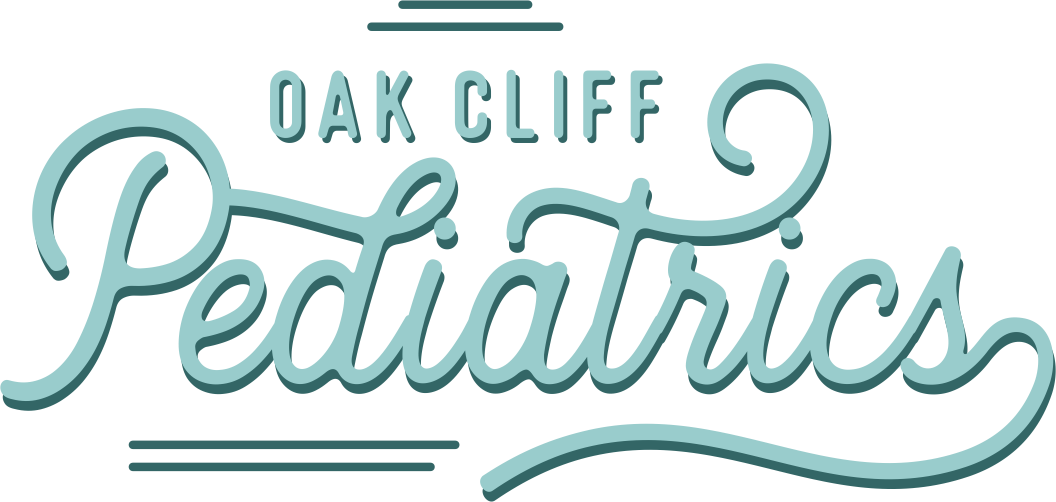 OAK CLIFF
Pediatrics